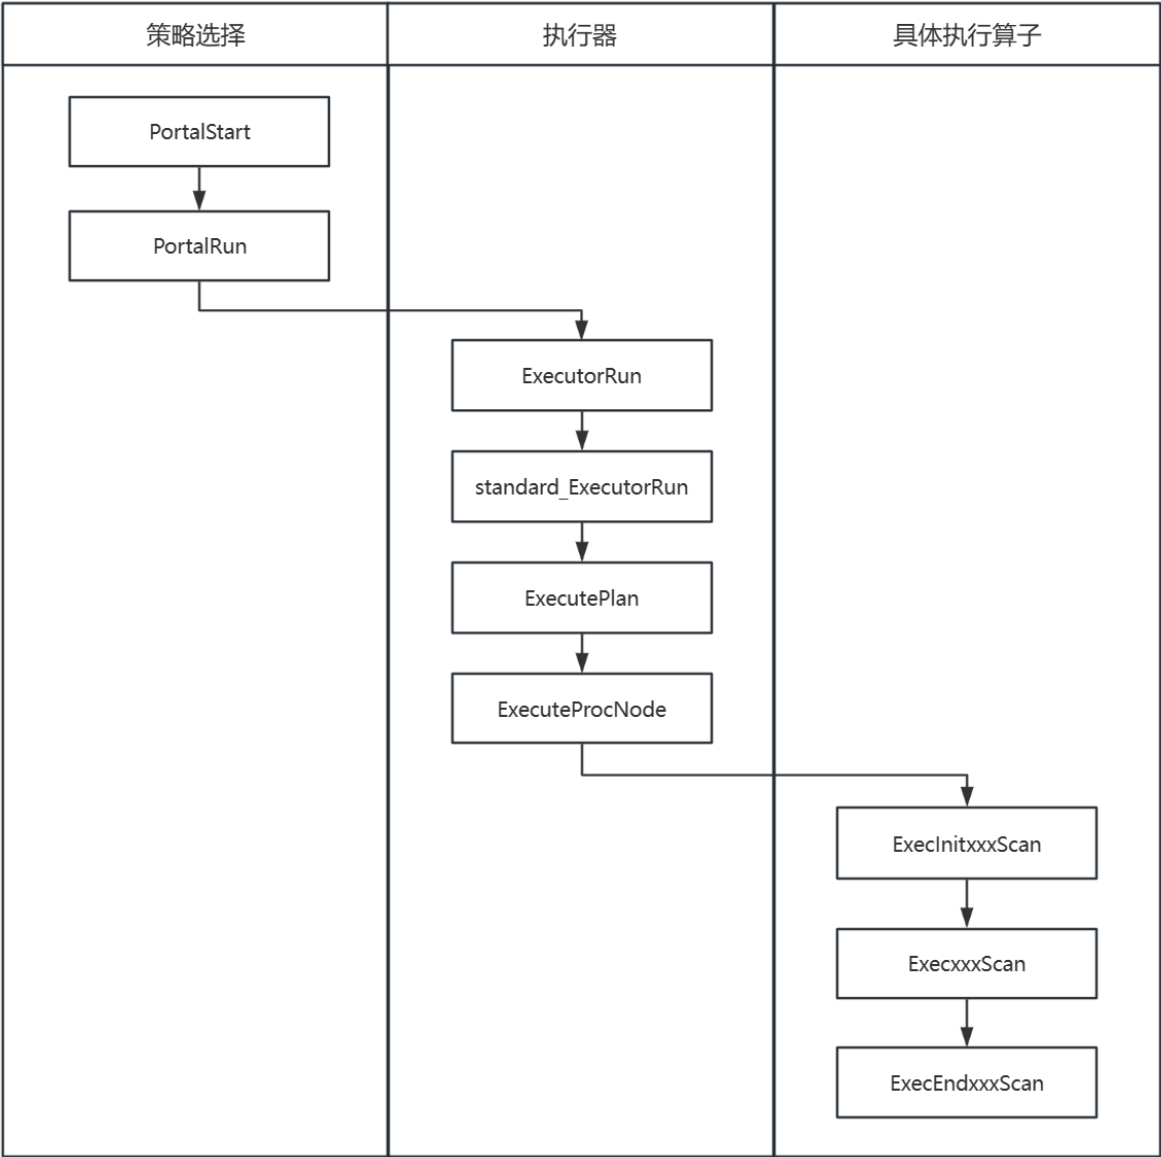 策略选择
执行器
具体执行算子
PortalStart
PortalRun
ExecutorRun
standard_ExecutorRun
ExecutePlan
ExecuteProcNode
ExecInitxxxScan
ExecxxxScan
ExecEndxxxScan